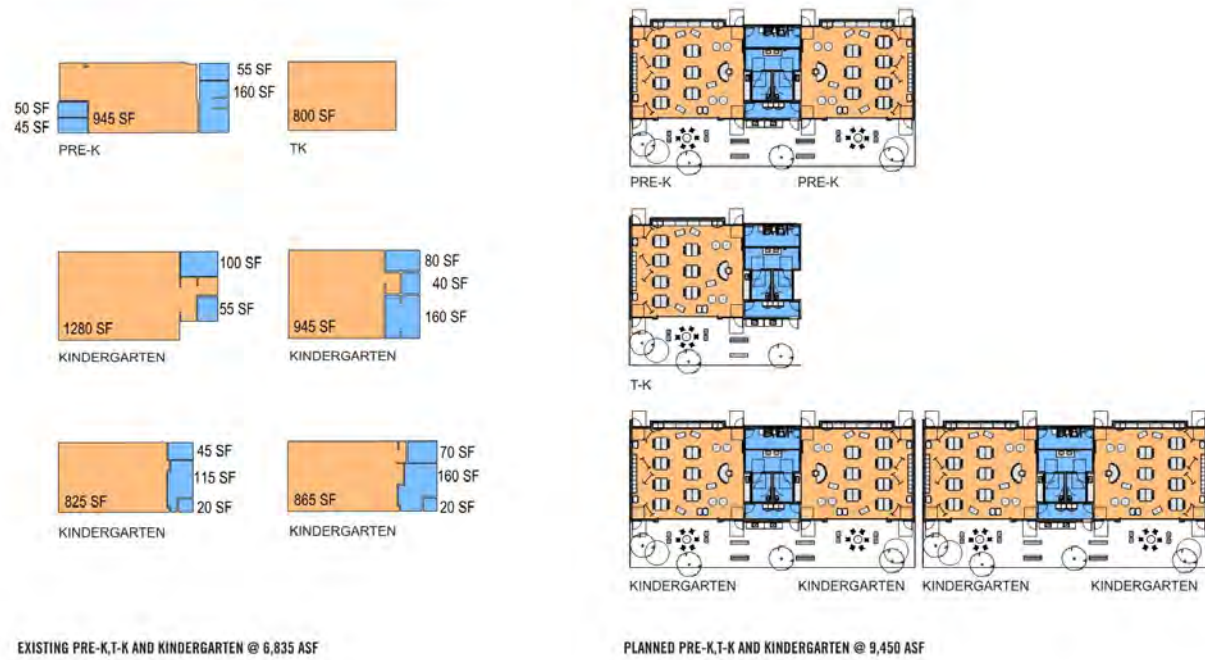 55 SF
160 SF
50 SF
45 SF
945 SF
800 SF
PRE-K
TK
100 SF
55 SF
1280 SF
KINDERGARTEN
80 SF
40 SF
160 SF
945 SF
KINDERGARTEN
45 SF
115 SF
20 SF
825 SF
KINDERGARTEN
70 SF
160 SF
20 SF
865 SF
KINDERGARTEN
EXISTING PRE-K,T-K AND KINDERGARTEN @ 6,835 ASF
PRE-K PRE-K
T-K
KINDERGARTEN KINDERGARTEN KINDERGARTEN KINDERGARTEN
PLANNED PRE-K,T-K AND KINDERGARTEN @ 9,450 ASF